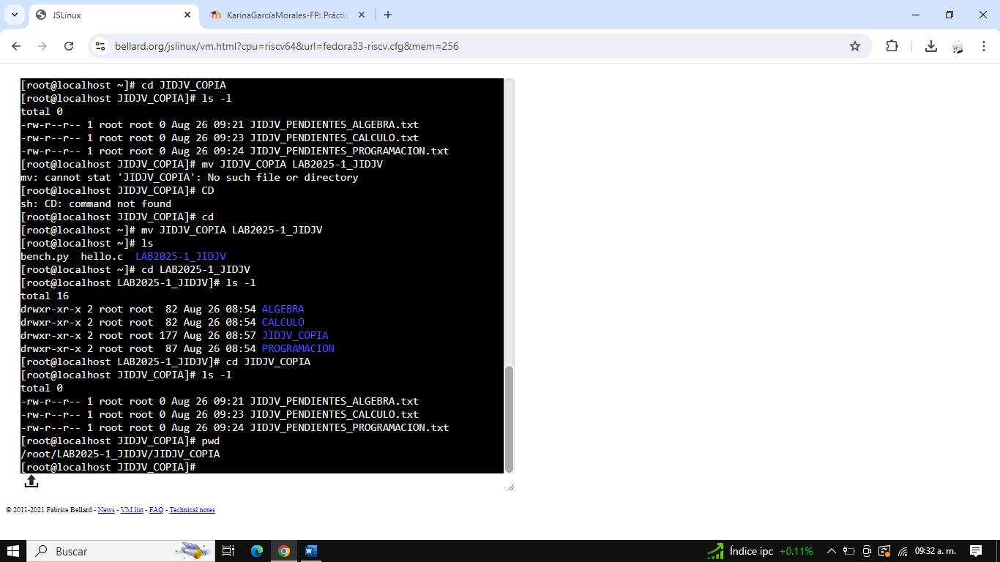 JSLinux
KarinaGarcíaMorales-FP: Práctic
bellard.org/jslinux/vm.html?cpu=riscv64&url=fedora33-riscv.cfg&mem=256
[root@localhost ~]# cd JIDJV_COPIA
[root@localhost JIDJV_COPIA]# ls -l
total 0
-rw-r--r-- 1 root root 0 Aug 26 09:21 JIDJV_PENDIENTES_ALGEBRA.txt
-rw-r--r-- 1 root root 0 Aug 26 09:23 JIDJV_PENDIENTES_CALCULO.txt
-rw-r--r-- 1 root root 0 Aug 26 09:24 JIDJV_PENDIENTES_PROGRAMACION.txt
[root@localhost JIDJV_COPIA]# mv JIDJV_COPIA LAB2025-1_JIDJV
mv: cannot stat 'JIDJV_COPIA': No such file or directory
[root@localhost JIDJV_COPIA]# CD
sh: CD: command not found
[root@localhost JIDJV_COPIA]# cd
[root@localhost ~]# mv JIDJV_COPIA LAB2025-1_JIDJV
[root@localhost ~]# ls
bench.py  hello.c  LAB2025-1_JIDJV
[root@localhost ~]# cd LAB2025-1_JIDJV
[root@localhost LAB2025-1_JIDJV]# ls -l
total 16
drwxr-xr-x 2 root root  82 Aug 26 08:54 ALGEBRA
drwxr-xr-x 2 root root  82 Aug 26 08:54 CALCULO
drwxr-xr-x 2 root root 177 Aug 26 08:57 JIDJV_COPIA
drwxr-xr-x 2 root root  87 Aug 26 08:54 PROGRAMACION
[root@localhost LAB2025-1_JIDJV]# cd JIDJV_COPIA
[root@localhost JIDJV_COPIA]# ls -l
total 0
-rw-r--r-- 1 root root 0 Aug 26 09:21 JIDJV_PENDIENTES_ALGEBRA.txt
-rw-r--r-- 1 root root 0 Aug 26 09:23 JIDJV_PENDIENTES_CALCULO.txt
-rw-r--r-- 1 root root 0 Aug 26 09:24 JIDJV_PENDIENTES_PROGRAMACION.txt
[root@localhost JIDJV_COPIA]# pwd
/root/LAB2025-1_JIDJV/JIDJV_COPIA
[root@localhost JIDJV_COPIA]#
© 2011-2021 Fabrice Bellard - News - VM list - FAQ - Technical notes
Buscar
Índice ipc +0.11%
09:32 a. m.